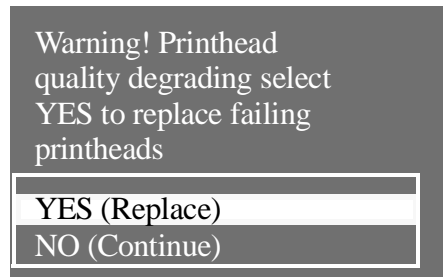 Warning! Printhead
quality degrading select
YES to replace failing
printheads
YES (Replace)
NO (Continue)